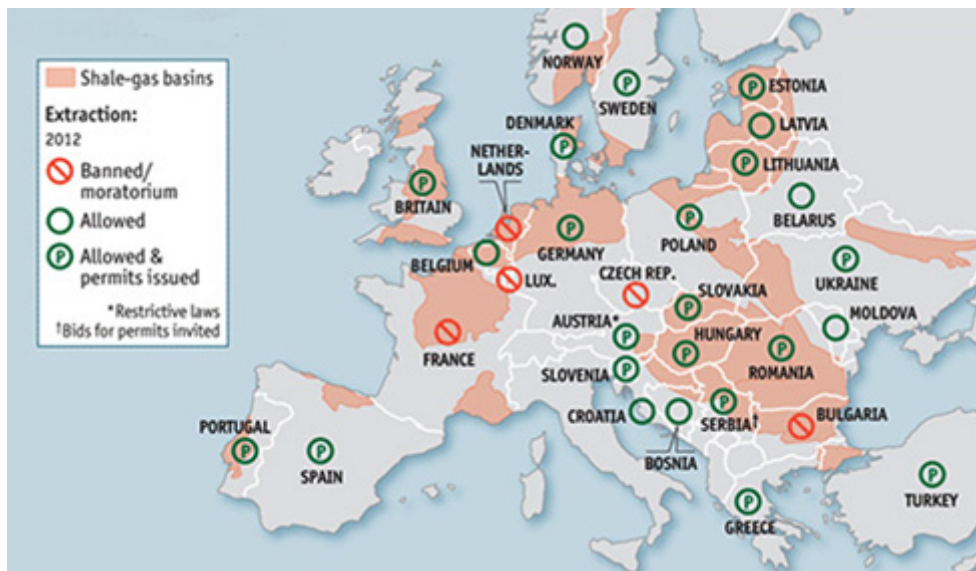 Shale-gas basins
Extraction:
2012
Banned/
moratorium
Allowed
P
Allowed &
permits issued
*Restrictive laws
†Bids for permits invited
NORWAY
P
SWEDEN
P
ESTONIA
LATVIA
P
LITHUANIA
DENMARK
P
NETHER-
LANDS
P
BRITAIN
BELARUS
P
GERMANY
P
POLAND
BELGIUM
LUX.
CZECH REP.
P
UKRAINE
SLOVAKIA
P
MOLDOVA
AUSTRIA*
P
HUNGARY
P
FRANCE
SLOVENIA
P
P
ROMANIA
CROATIA
P
SERBIA†
BULGARIA
BOSNIA
PORTUGAL
P
P
SPAIN
P
GREECE
P
TURKEY